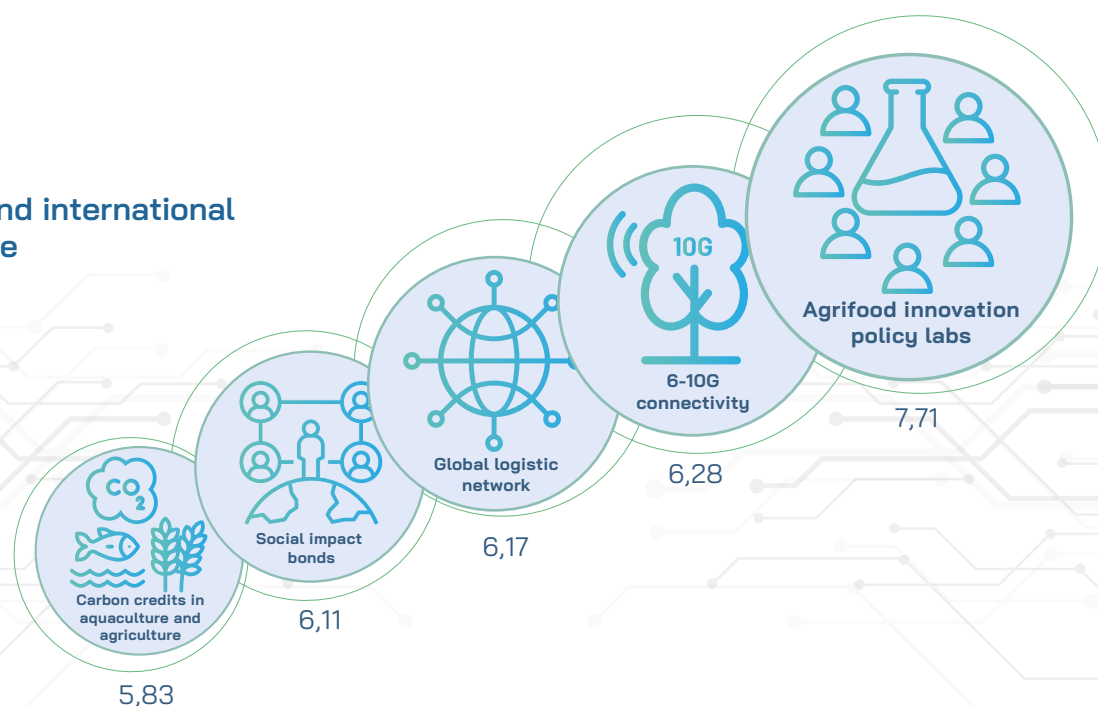 nd international
e
10G
6-10G
connectivity
Agrifood innovation
policy labs
7,71
6,28
Global logistic
network
6,17
Social impact
bonds
6,11
CO2
Carbon credits in
aquaculture and
agriculture
5,83